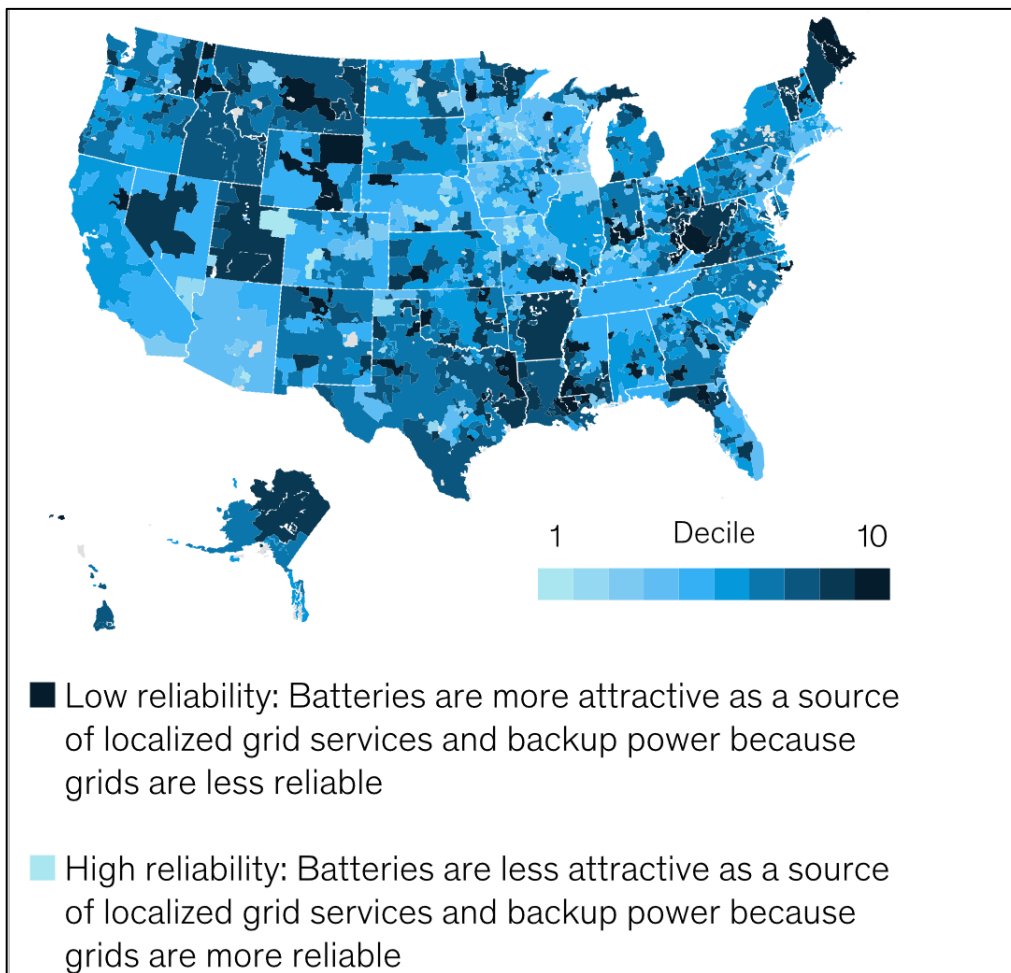 1 Decile 10
Low reliability: Batteries are more attractive as a source
of localized grid services and backup power because
grids are less reliable
High reliability: Batteries are less attractive as a source
of localized grid services and backup power because
grids are more reliable